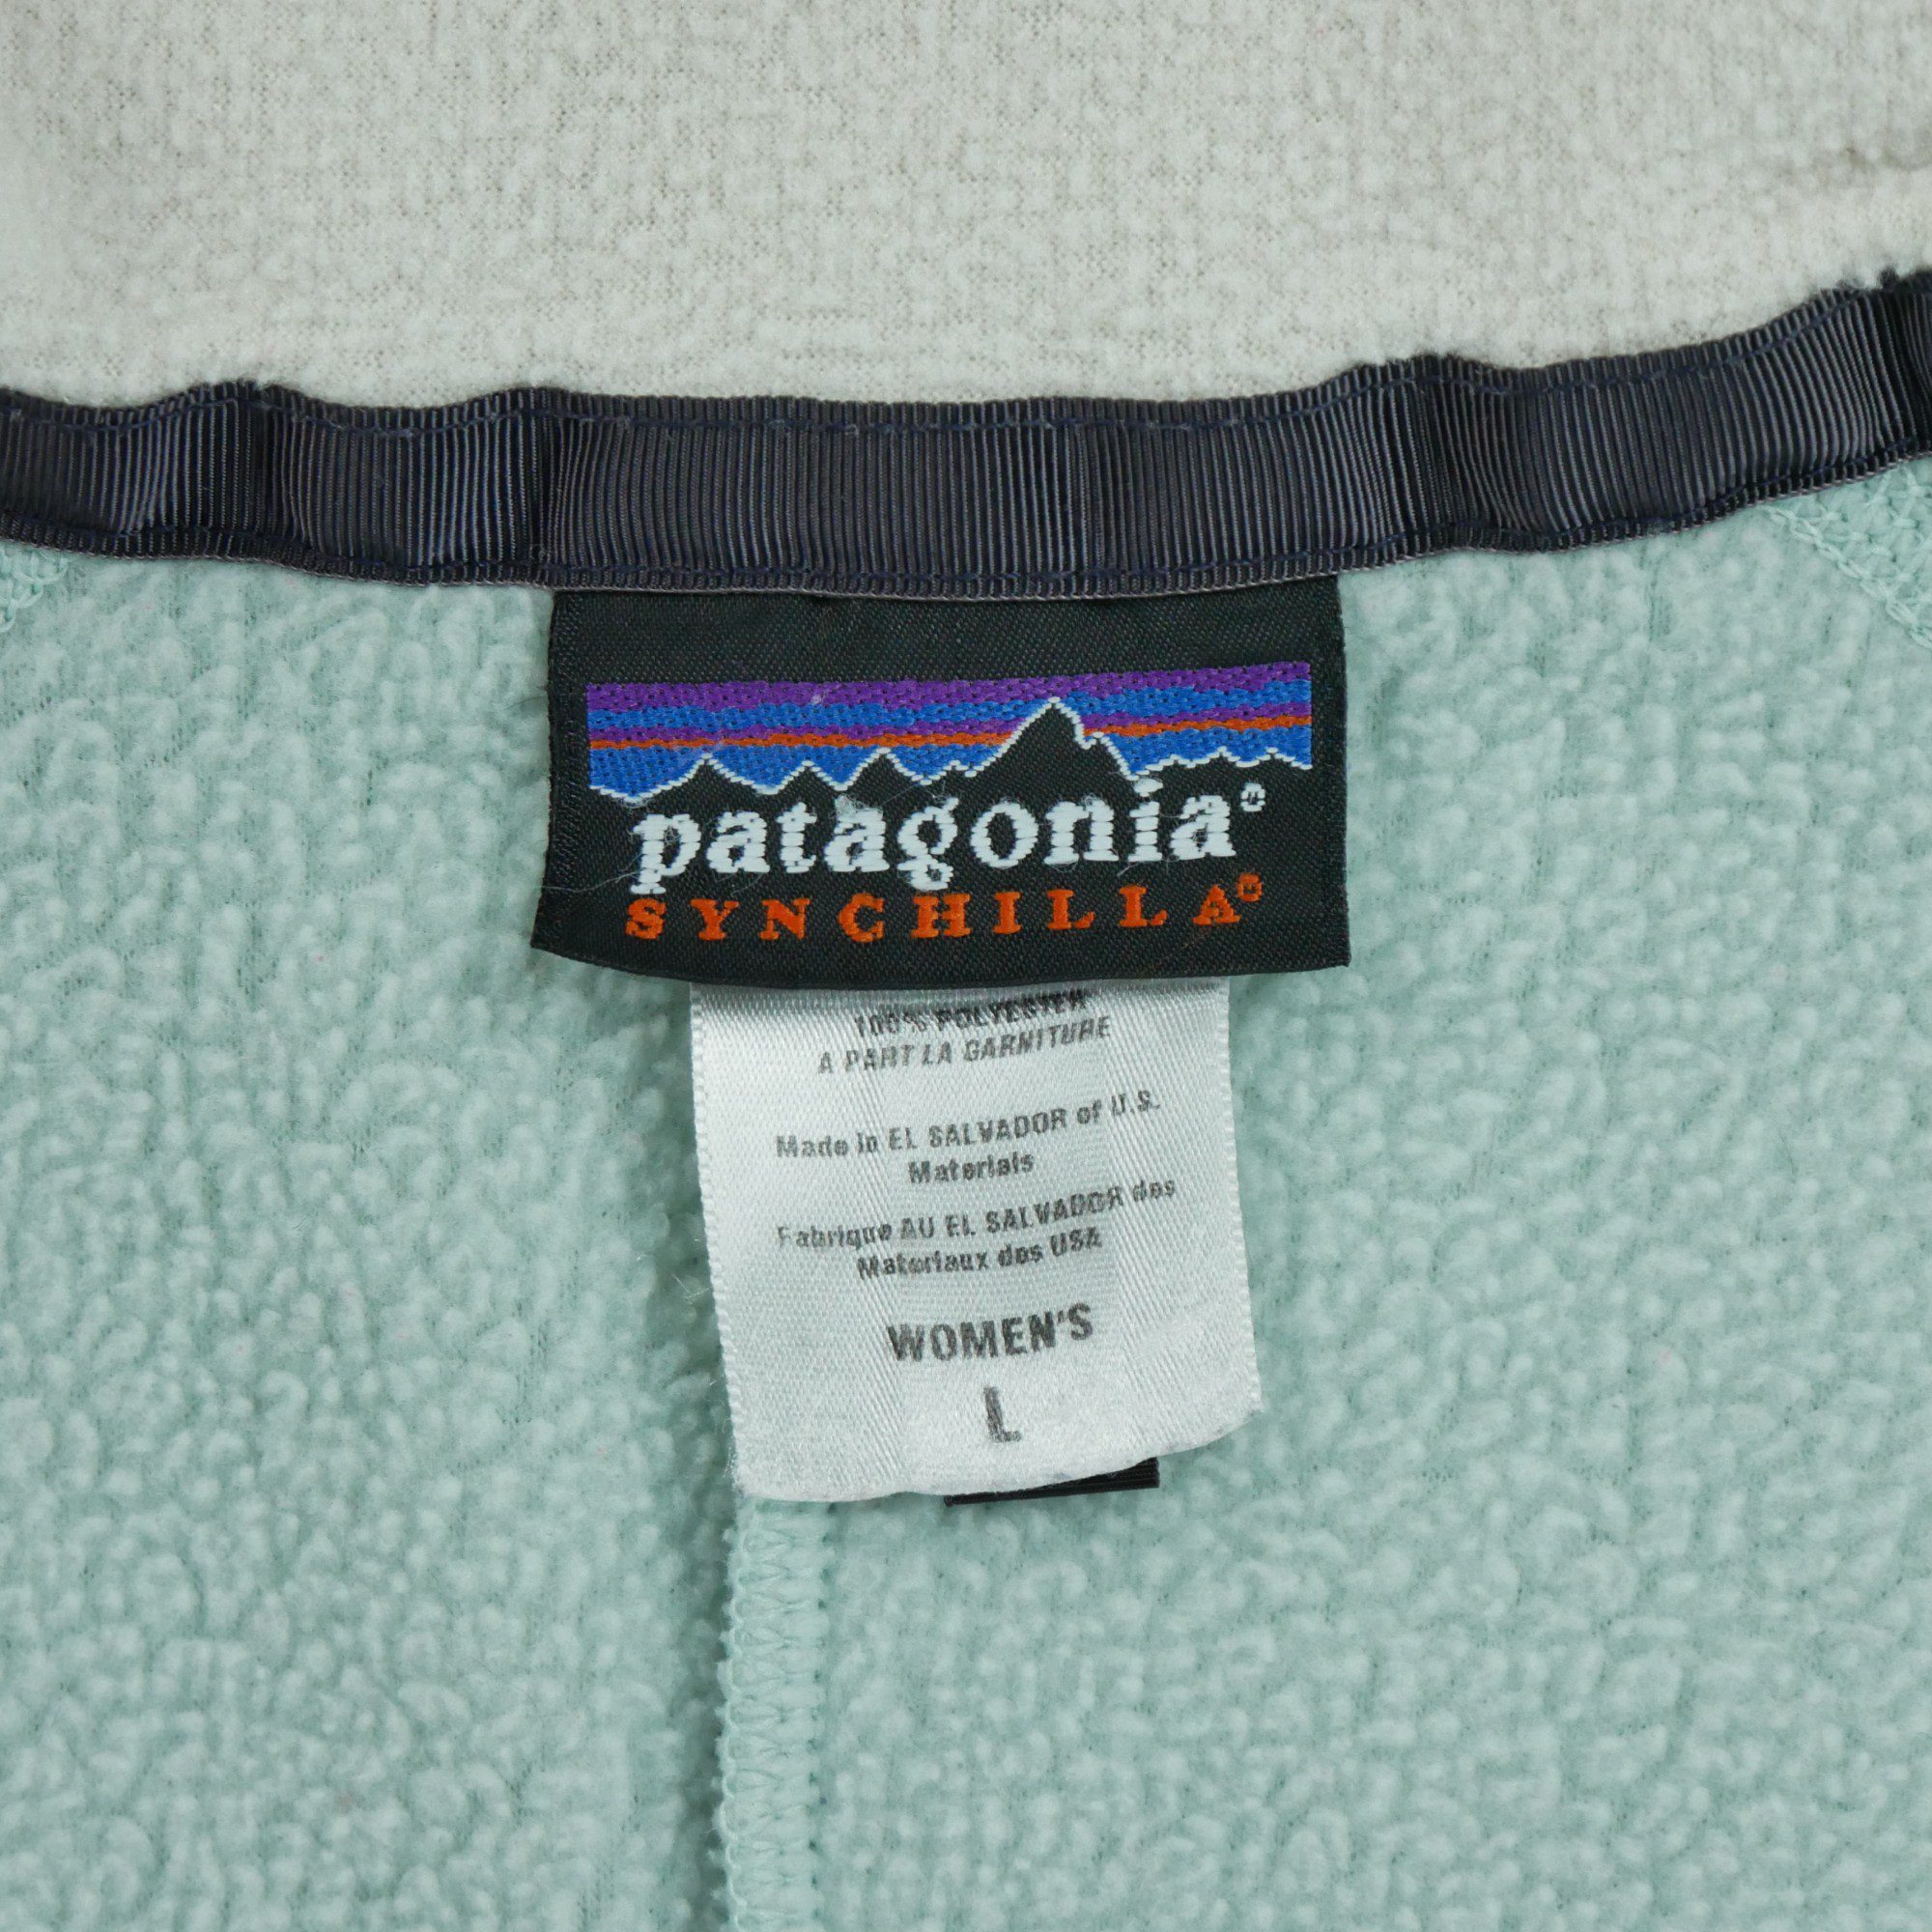 patagonia®
SYNCHILLA®
100% POLYESTER
A PART LA GARNITURE
Made in EL SALVADOR of U.S.
Materials
Fabrique AU EL SALVADOR des
Materiaux des USA
WOMEN'S
L